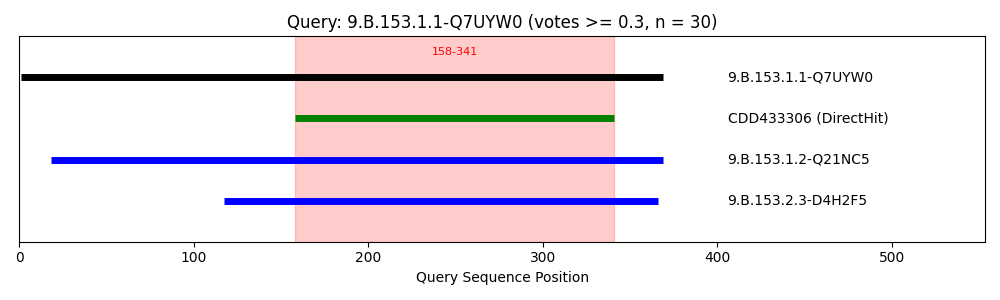 Query: 9.B.153.1.1-Q7UYW0 (votes >= 0.3, n = 30)
158-341
9.B.153.1.1-Q7UYW0
CDD433306 (DirectHit)
9.B.153.1.2-Q21NC5
9.B.153.2.3-D4H2F5
0 100 200 300 400 500
Query Sequence Position